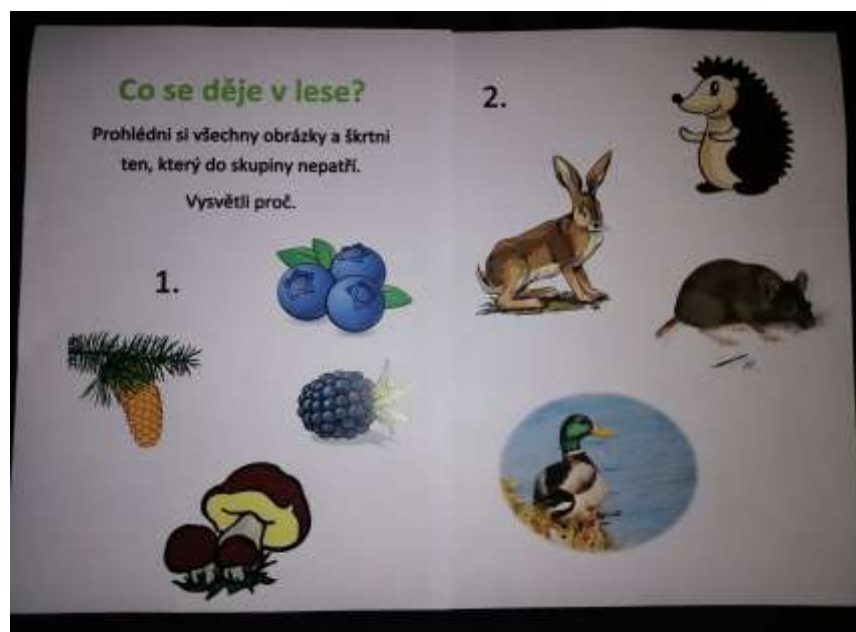 Co se děje v lese?
Prohlédni si všechny obrázky a škrtni
ten, který do skupiny nepatří.
Vysvětli proč.
1.
2.